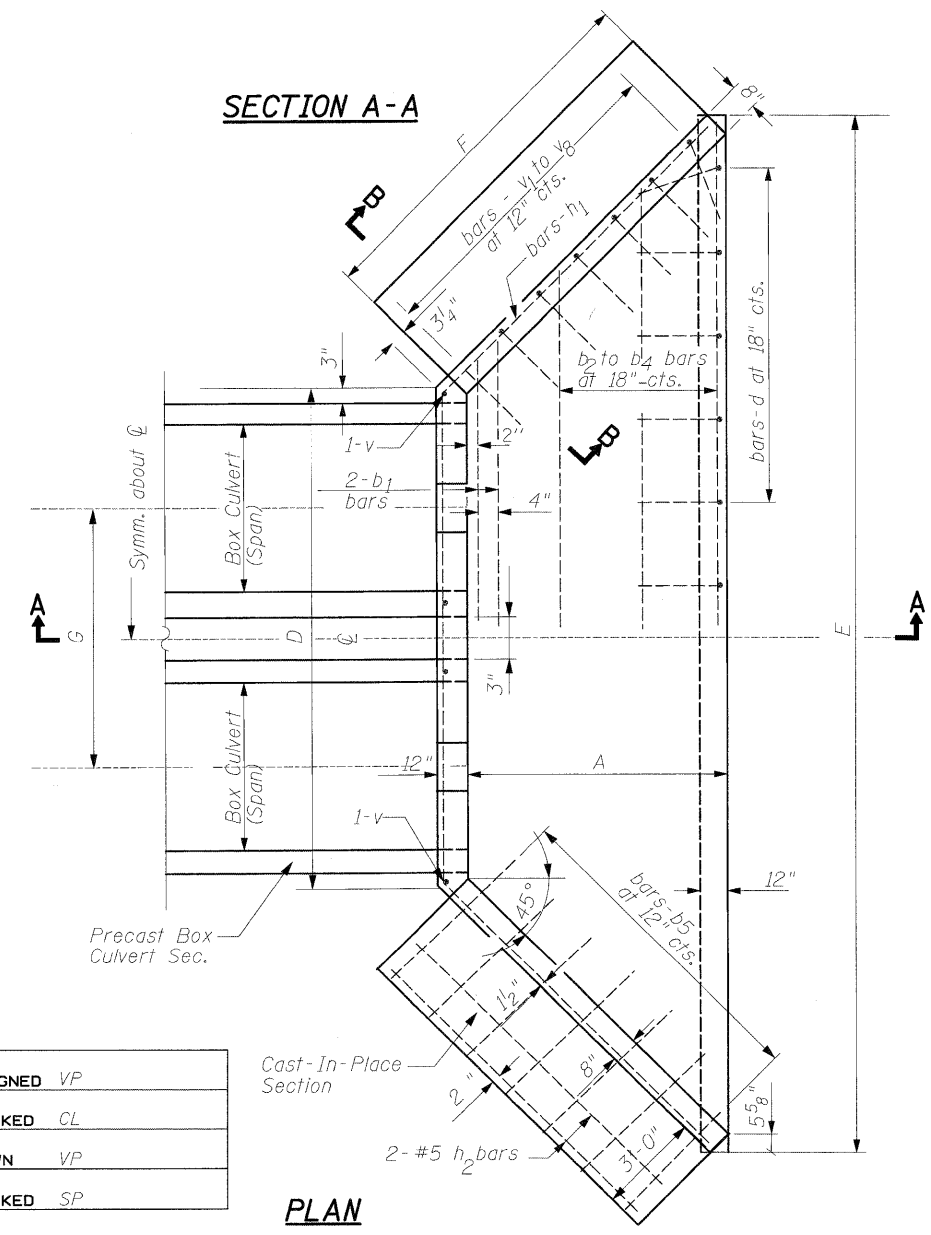 SECTION A-A
F
8"
bars - v1 to v8
at 12" cts.
bars-h1
B
3¼"
3"
b2 to b4 bars
at 18"-cts.
bars-d at 18" cts.
Symm. about ℄
Box Culvert
(Span)
1-v
2"
B
2-b1
bars
4"
A
G
D
℄
E
A
3"
12"
A
Box Culvert
(Span)
1-v
45°
bars-b5
at 12" cts.
12"
Precast Box
Culvert Sec.
1½"
Cast-In-Place
Section
2"
8"
5⅝"
2- #5 h2 bars
3'-0"
GNED VP
KED CL
N VP
KED SP
PLAN